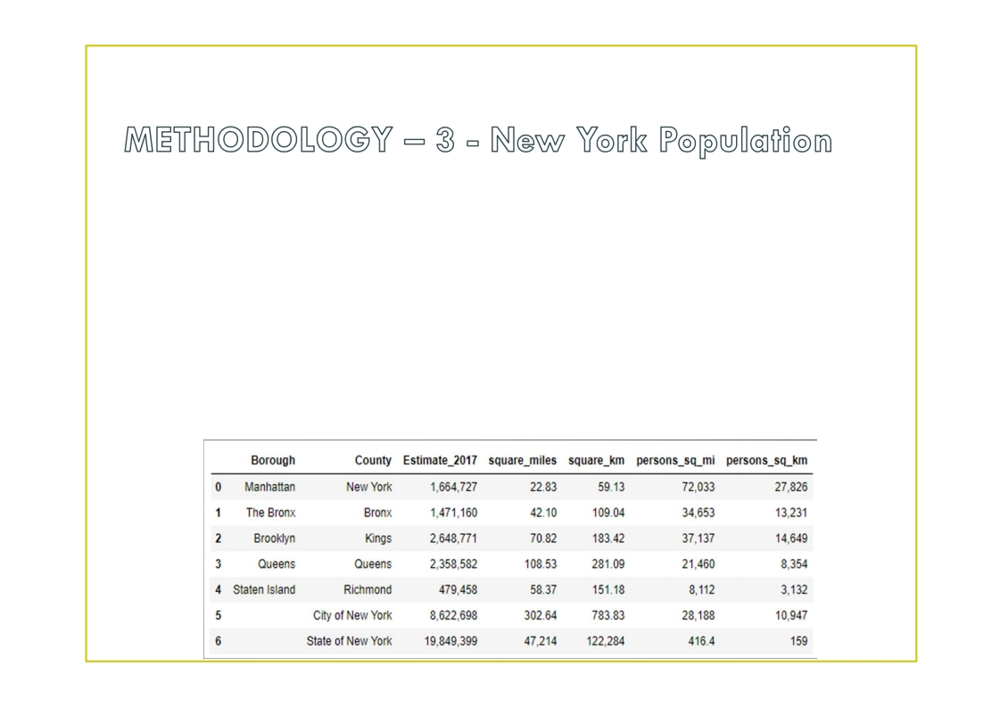 METHODOLOGY – 3 - New York Population
Borough County Estimate_2017 square_miles square_km persons_sq_mi persons_sq_km
0 Manhattan New York 1,664,727 22.83 59.13 72,033 27,826
1 The Bronx Bronx 1,471,160 42.10 109.04 34,653 13,231
2 Brooklyn Kings 2,648,771 70.82 183.42 37,137 14,649
3 Queens Queens 2,358,582 108.53 281.09 21,460 8,354
4 Staten Island Richmond 479,458 58.37 151.18 8,112 3,132
5 City of New York 8,622,698 302.64 783.83 28,188 10,947
6 State of New York 19,849,399 47,214 122,284 416.4 159